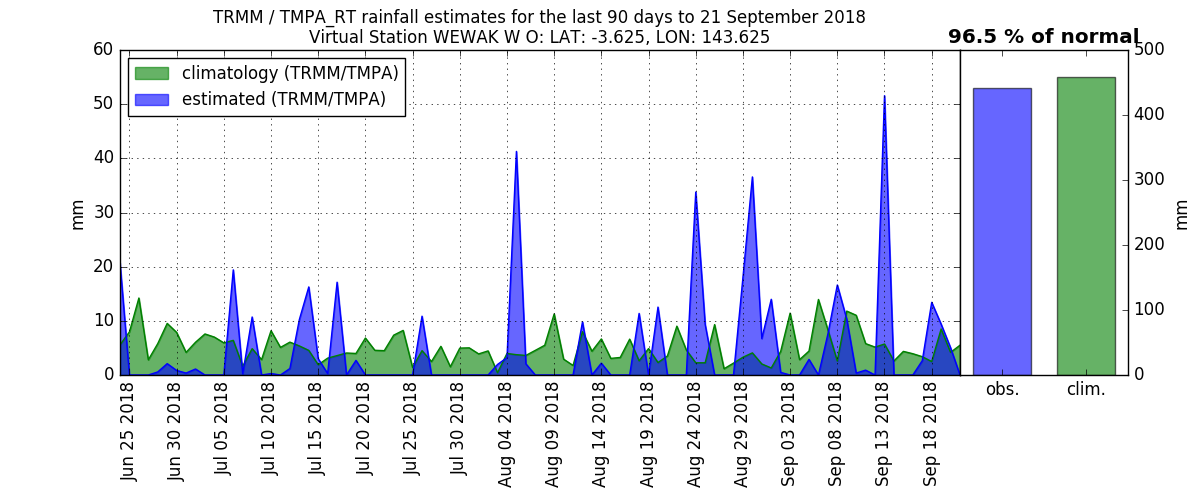 TRMM / TMPA_RT rainfall estimates for the last 90 days to 21 September 2018
Virtual Station WEWAK W O: LAT: -3.625, LON: 143.625
96.5 % of normal
climatology (TRMM/TMPA)
estimated (TRMM/TMPA)
60
50
40
30
20
10
0
mm
Jun 25 2018
Jun 30 2018
Jul 05 2018
Jul 10 2018
Jul 15 2018
Jul 20 2018
Jul 25 2018
Jul 30 2018
Aug 04 2018
Aug 09 2018
Aug 14 2018
Aug 19 2018
Aug 24 2018
Aug 29 2018
Sep 03 2018
Sep 08 2018
Sep 13 2018
Sep 18 2018
obs.
clim.
500
400
300
200
100
0
mm